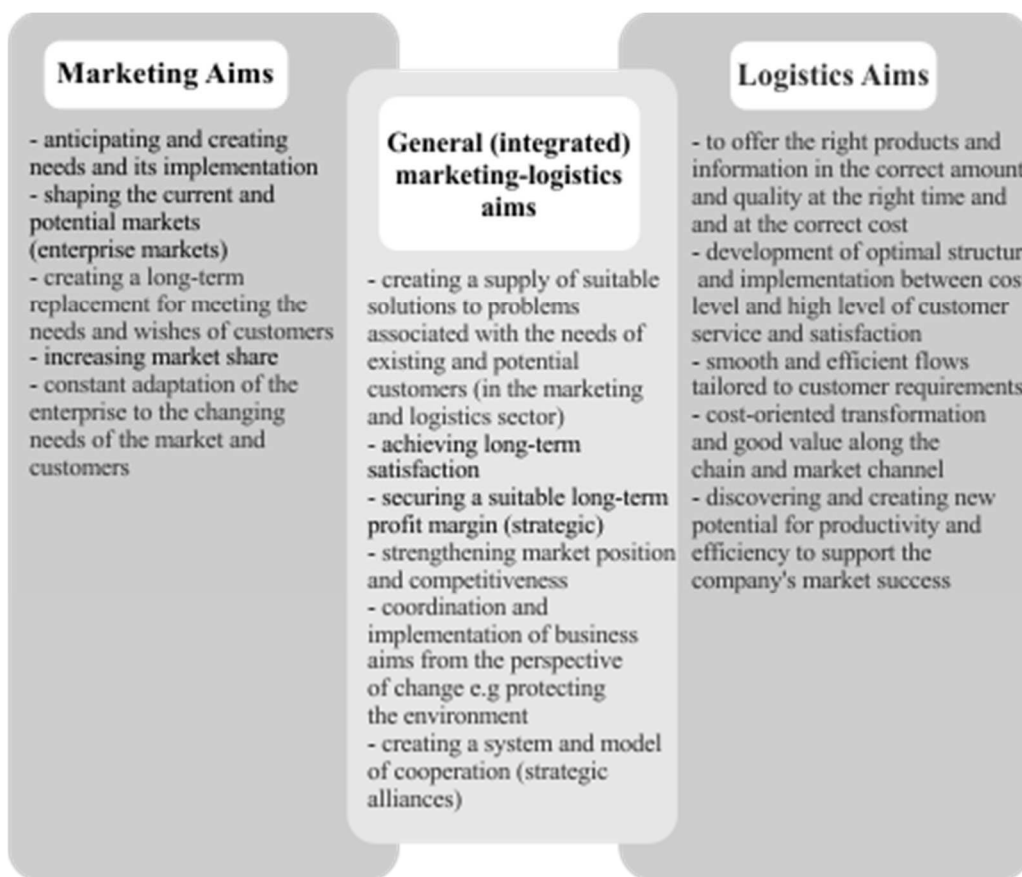 Marketing Aims
- anticipating and creating
needs and its implementation
- shaping the current and
potential markets
(enterprise markets)
- creating a long-term
replacement for meeting the
needs and wishes of customers
- increasing market share
- constant adaptation of the
enterprise to the changing
needs of the market and
customers
General (integrated)
marketing-logistics
aims
- creating a supply of suitable
solutions to problems
associated with the needs of
existing and potential
customers (in the marketing
and logistics sector)
- achieving long-term
satisfaction
- securing a suitable long-term
profit margin (strategic)
- strengthening market position
and competitiveness
- coordination and
implementation of business
aims from the perspective
of change e.g protecting
the environment
- creating a system and model
of cooperation (strategic
alliances)
Logistics Aims
- to offer the right products and
information in the correct amount
and quality at the right time and
and at the correct cost
- development of optimal structur
and implementation between cos
level and high level of customer
service and satisfaction
- smooth and efficient flows
tailored to customer requirements
- cost-oriented transformation
and good value along the
chain and market channel
- discovering and creating new
potential for productivity and
efficiency to support the
company's market success